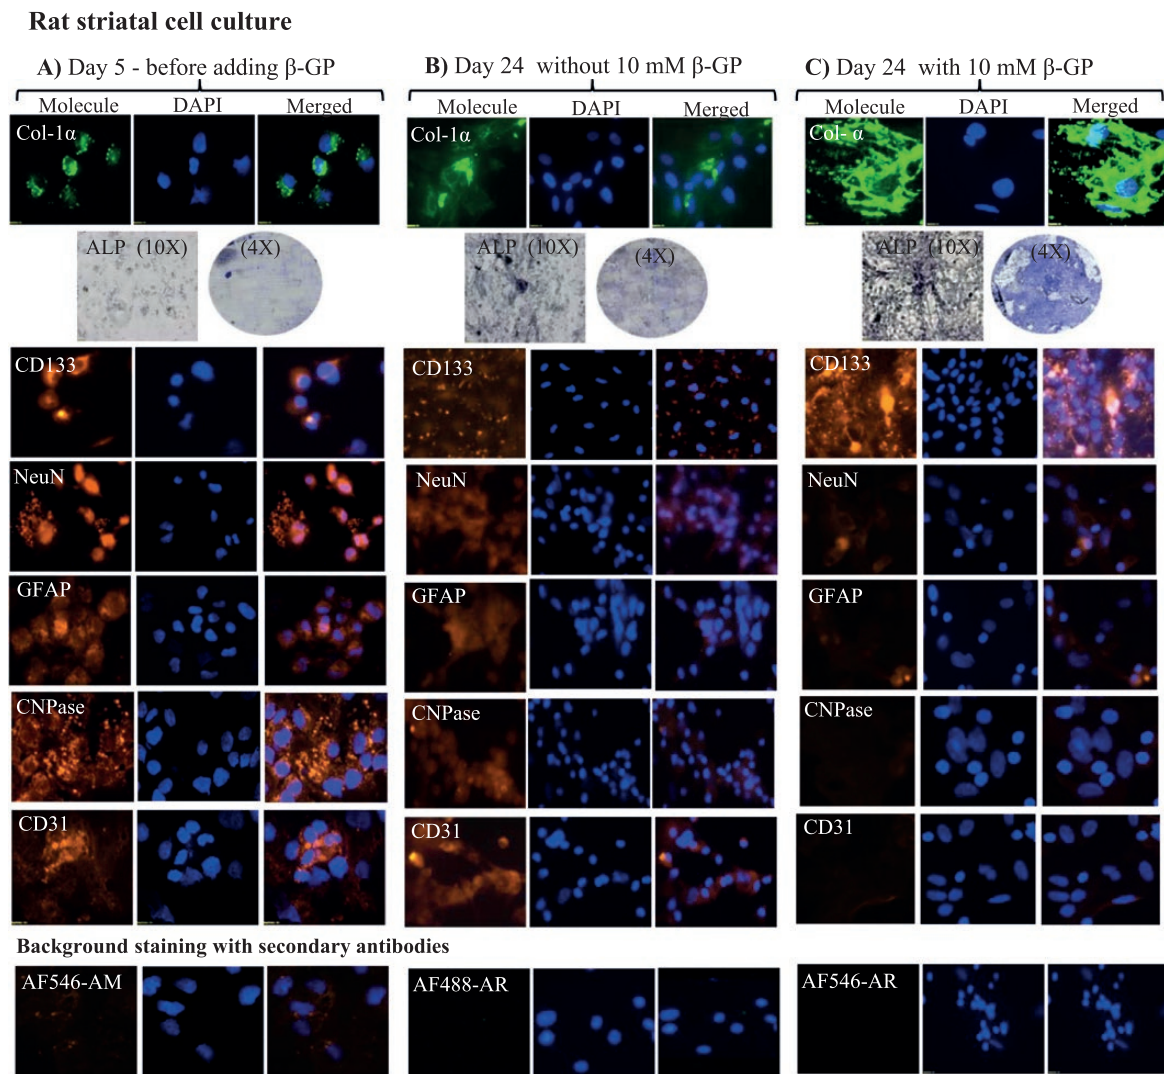 Rat striatal cell culture
A) Day 5 - before adding β-GP
B) Day 24 without 10 mM β-GP
C) Day 24 with 10 mM β-GP
Molecule DAPI Merged
Molecule DAPI Merged
Molecule DAPI Merged
Col-1α
Col-1α
Col- α
ALP (10X) (4X)
ALP (10X) (4X)
ALP (10X) (4X)
CD133
CD133
CD133
NeuN
NeuN
NeuN
GFAP
GFAP
GFAP
CNPase
CNPase
CNPase
CD31
CD31
CD31
Background staining with secondary antibodies
AF546-AM
AF488-AR
AF546-AR